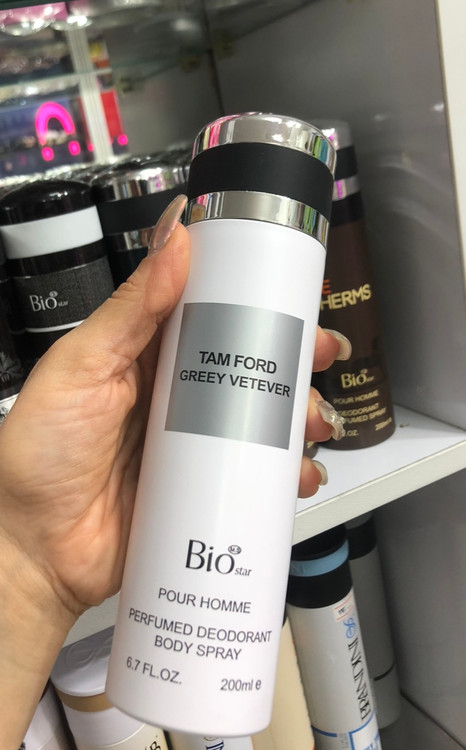 TAM FORD
GREEY VETEVER
Bio
star
POUR HOMME
PERFUMED DEODORANT
BODY SPRAY
6.7 FL.OZ.
200ml e
Bio
star
HERMS
Bio
POUR HOMME
DEODORANT